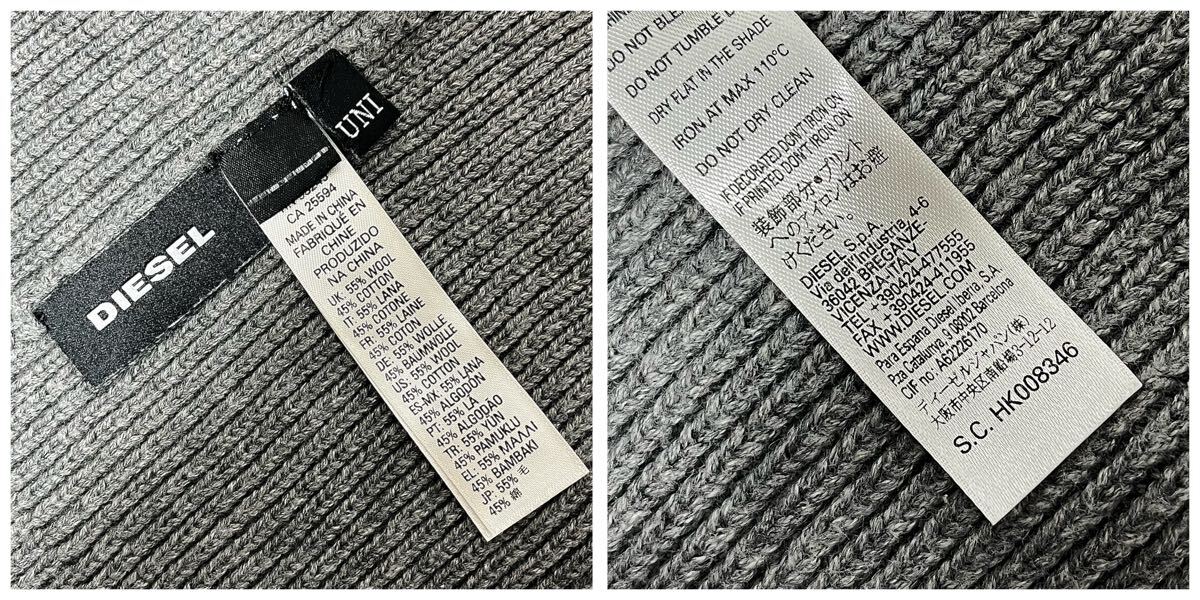 DIESEL
UNI
CA 25594
MADE IN CHINA
FABRIQUÉ EN
CHINE
PRODUZIDO
NA CHINA
UK: 55% WOOL
45% COTTON
IT: 55% LANA
45% COTONE
FR: 55% LAINE
45% COTON
DE: 55% WOLLE
45% BAUMWOLLE
US: 55% WOOL
45% COTTON
ES-MX: 55% LANA
45% ALGODÓN
PT: 55% LÃ
45% ALGODÃO
TR: 55% YÜN
45% PAMUKLU
EL: 55% ΜΑΛΛΙ
45% BAMBAKI
JP: 55% 毛
45% 綿
DO NOT BLEA
DO NOT TUMBLE D
DRY FLAT IN THE SHADE
IRON AT MAX 110°C
DO NOT DRY CLEAN
IF DECORATED DON'T IRON ON
IF PRINTED DON'T IRON ON
装飾部分・プリント
へのアイロンはお避
けください。
DIESEL S.p.A.
Via dell'Industria, 4-6
36042 BREGANZE-
VICENZA, ITALY
TEL +390424-477555
FAX +390424-411955
WWW.DIESEL.COM
Para Espana Diesel Iberia, S.A.
Pza Catalunya, 9, 08002 Barcelona
CIF no: A62226170
ディーゼルジャパン(株)
大阪市中央区南船場3-12-12
S.C. HK008346